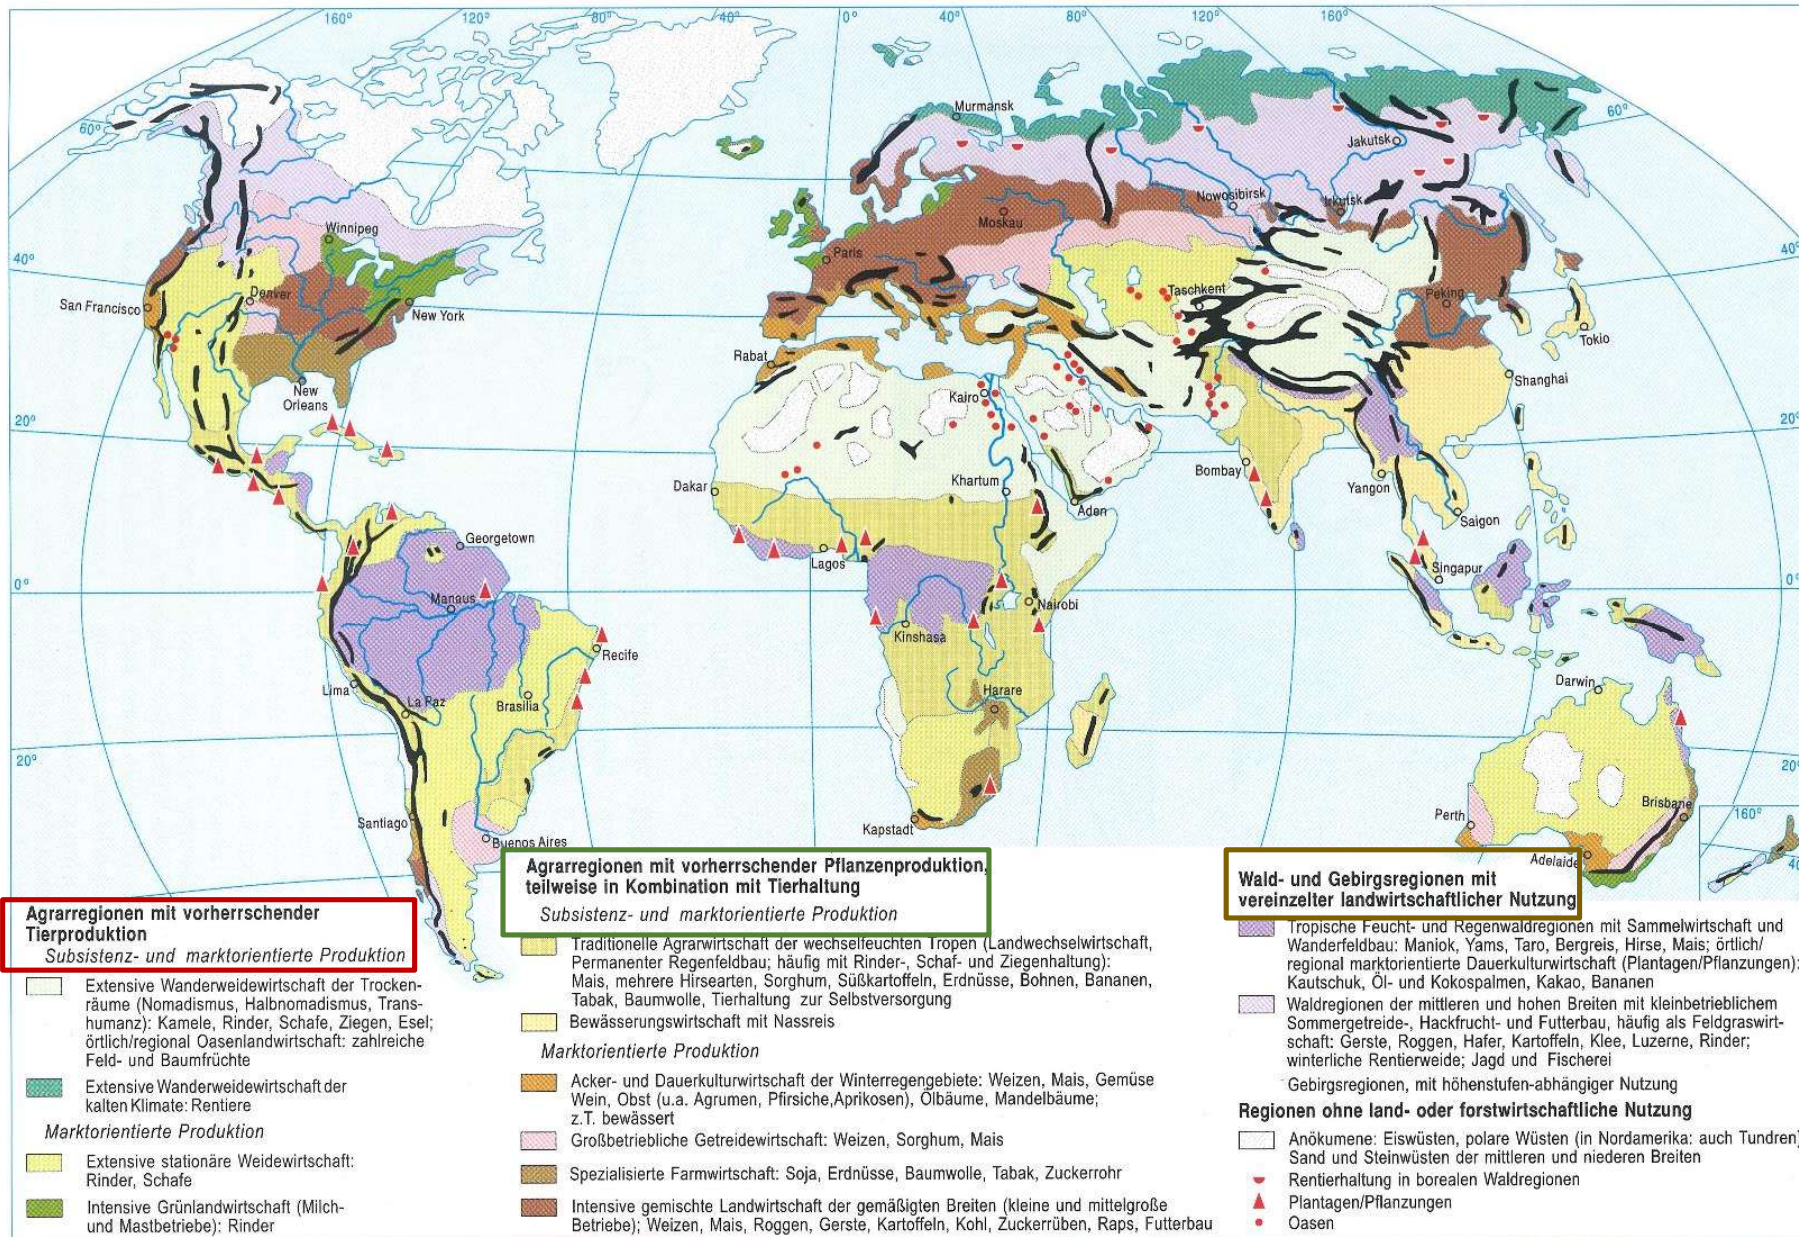 160°
120°
80°
40°
0°
40°
80°
120°
160°
60°
60°
Murmansk
Jakutsk
Nowosibirsk
Irkutsk
Moskau
Winnipeg
Paris
40°
40°
San Francisco
Denver
New York
Taschkent
Peking
Tokio
Rabat
New
Orleans
Kairo
Shanghai
20°
20°
Bombay
Yangon
Dakar
Khartum
Aden
Saigon
Georgetown
Lagos
Singapur
0°
0°
Manaus
Nairobi
Kinshasa
Recife
Lima
La Paz
Brasilia
Harare
Darwin
20°
20°
Santiago
Buenos Aires
Kapstadt
Perth
Brisbane
Adelaide
160°
40
Agrarregionen mit vorherrschender
Tierproduktion
Subsistenz- und marktorientierte Produktion
Extensive Wanderweidewirtschaft der Trocken-
räume (Nomadismus, Halbnomadismus, Trans-
humanz): Kamele, Rinder, Schafe, Ziegen, Esel;
örtlich/regional Oasenlandwirtschaft: zahlreiche
Feld- und Baumfrüchte
Extensive Wanderweidewirtschaft der
kalten Klimate: Rentiere
Marktorientierte Produktion
Extensive stationäre Weidewirtschaft:
Rinder, Schafe
Intensive Grünlandwirtschaft (Milch-
und Mastbetriebe): Rinder
Agrarregionen mit vorherrschender Pflanzenproduktion,
teilweise in Kombination mit Tierhaltung
Subsistenz- und marktorientierte Produktion
Traditionelle Agrarwirtschaft der wechselfeuchten Tropen (Landwechselwirtschaft,
Permanenter Regenfeldbau; häufig mit Rinder-, Schaf- und Ziegenhaltung):
Mais, mehrere Hirsearten, Sorghum, Süßkartoffeln, Erdnüsse, Bohnen, Bananen,
Tabak, Baumwolle, Tierhaltung zur Selbstversorgung
Bewässerungswirtschaft mit Nassreis
Marktorientierte Produktion
Acker- und Dauerkulturwirtschaft der Winterregengebiete: Weizen, Mais, Gemüse
Wein, Obst (u.a. Agrumen, Pfirsiche,Aprikosen), Ölbäume, Mandelbäume;
z.T. bewässert
Großbetriebliche Getreidewirtschaft: Weizen, Sorghum, Mais
Spezialisierte Farmwirtschaft: Soja, Erdnüsse, Baumwolle, Tabak, Zuckerrohr
Intensive gemischte Landwirtschaft der gemäßigten Breiten (kleine und mittelgroße
Betriebe); Weizen, Mais, Roggen, Gerste, Kartoffeln, Kohl, Zuckerrüben, Raps, Futterbau
Wald- und Gebirgsregionen mit
vereinzelter landwirtschaftlicher Nutzung
Tropische Feucht- und Regenwaldregionen mit Sammelwirtschaft und
Wanderfeldbau: Maniok, Yams, Taro, Bergreis, Hirse, Mais; örtlich/
regional marktorientierte Dauerkulturwirtschaft (Plantagen/Pflanzungen):
Kautschuk, Öl- und Kokospalmen, Kakao, Bananen
Waldregionen der mittleren und hohen Breiten mit kleinbetrieblichem
Sommergetreide-, Hackfrucht- und Futterbau, häufig als Feldgraswirt-
schaft: Gerste, Roggen, Hafer, Kartoffeln, Klee, Luzerne, Rinder;
winterliche Rentierweide; Jagd und Fischerei
Gebirgsregionen, mit höhenstufen-abhängiger Nutzung
Regionen ohne land- oder forstwirtschaftliche Nutzung
Anökumene: Eiswüsten, polare Wüsten (in Nordamerika: auch Tundren)
Sand und Steinwüsten der mittleren und niederen Breiten
Rentierhaltung in borealen Waldregionen
Plantagen/Pflanzungen
Oasen